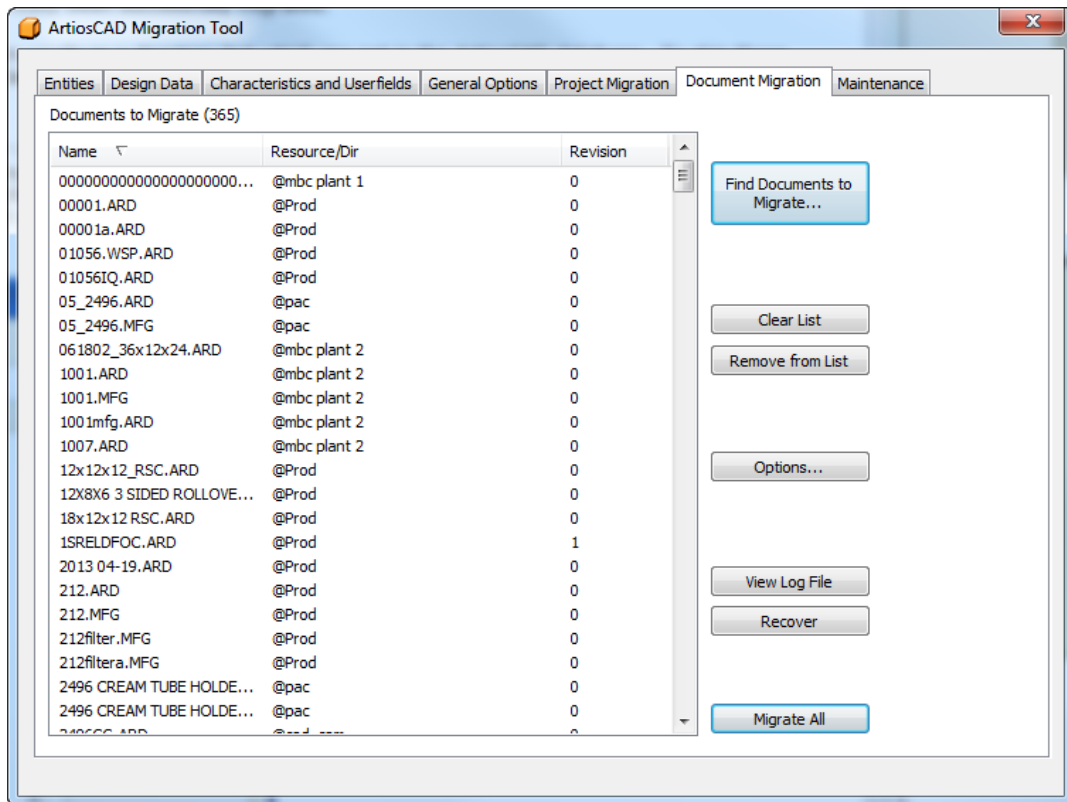 ArtiosCAD Migration Tool
Entities Design Data Characteristics and Userfields General Options Project Migration Document Migration Maintenance
Documents to Migrate (365)
Name Resource/Dir Revision
000000000000000000000... @mbc plant 1 0
00001.ARD @Prod 0
00001a.ARD @Prod 0
01056.WSP.ARD @Prod 0
01056IQ.ARD @Prod 0
05_2496.ARD @pac 0
05_2496.MFG @pac 0
061802_36x12x24.ARD @mbc plant 2 0
1001.ARD @mbc plant 2 0
1001.MFG @mbc plant 2 0
1001mfg.ARD @mbc plant 2 0
1007.ARD @mbc plant 2 0
12x12x12_RSC.ARD @Prod 0
12X8X6 3 SIDED ROLLOVE... @Prod 0
18x12x12 RSC.ARD @Prod 0
1SRELDFOC.ARD @Prod 1
2013 04-19.ARD @Prod 0
212.ARD @Prod 0
212.MFG @Prod 0
212filter.MFG @Prod 0
212filtera.MFG @Prod 0
2496 CREAM TUBE HOLDE... @pac 0
2496 CREAM TUBE HOLDE... @pac 0
Find Documents to
Migrate...
Clear List
Remove from List
Options...
View Log File
Recover
Migrate All